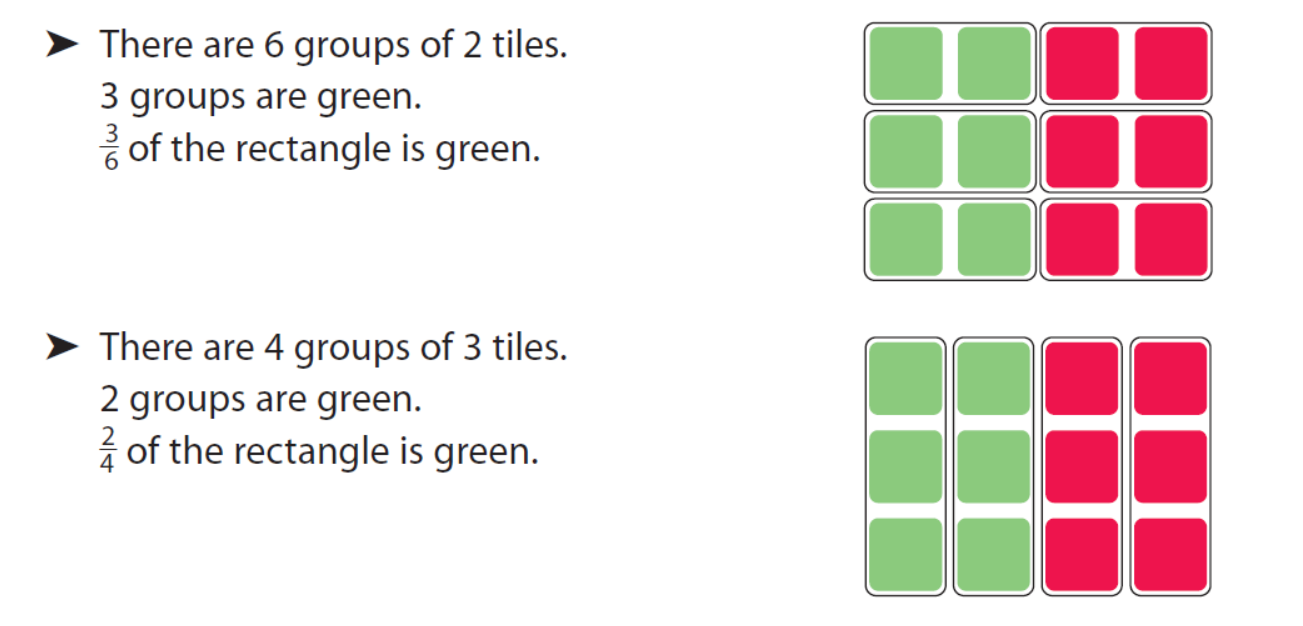 ➤ There are 6 groups of 2 tiles.
3 groups are green.
3/6 of the rectangle is green.
➤ There are 4 groups of 3 tiles.
2 groups are green.
2/4 of the rectangle is green.